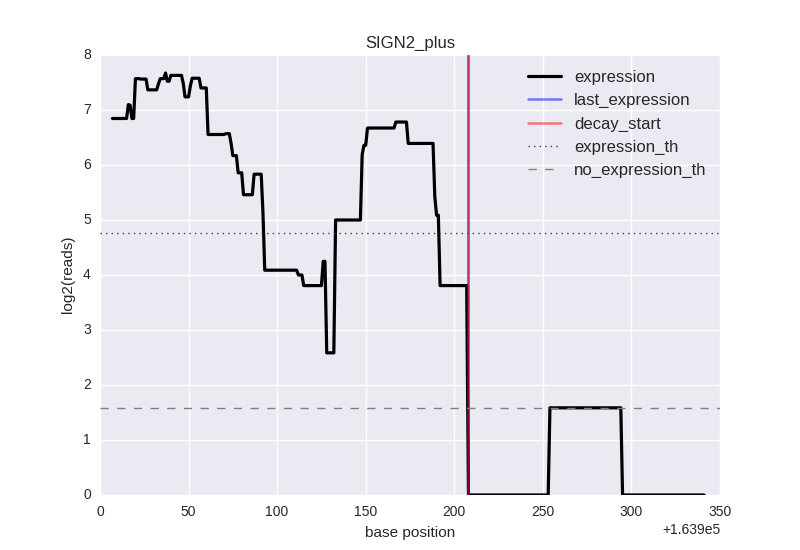 SIGN2_plus
8
7
6
5
4
3
2
1
0
log2(reads)
expression
last_expression
decay_start
expression_th
no_expression_th
0 50 100 150 200 250 300 350
+1.639e5
base position